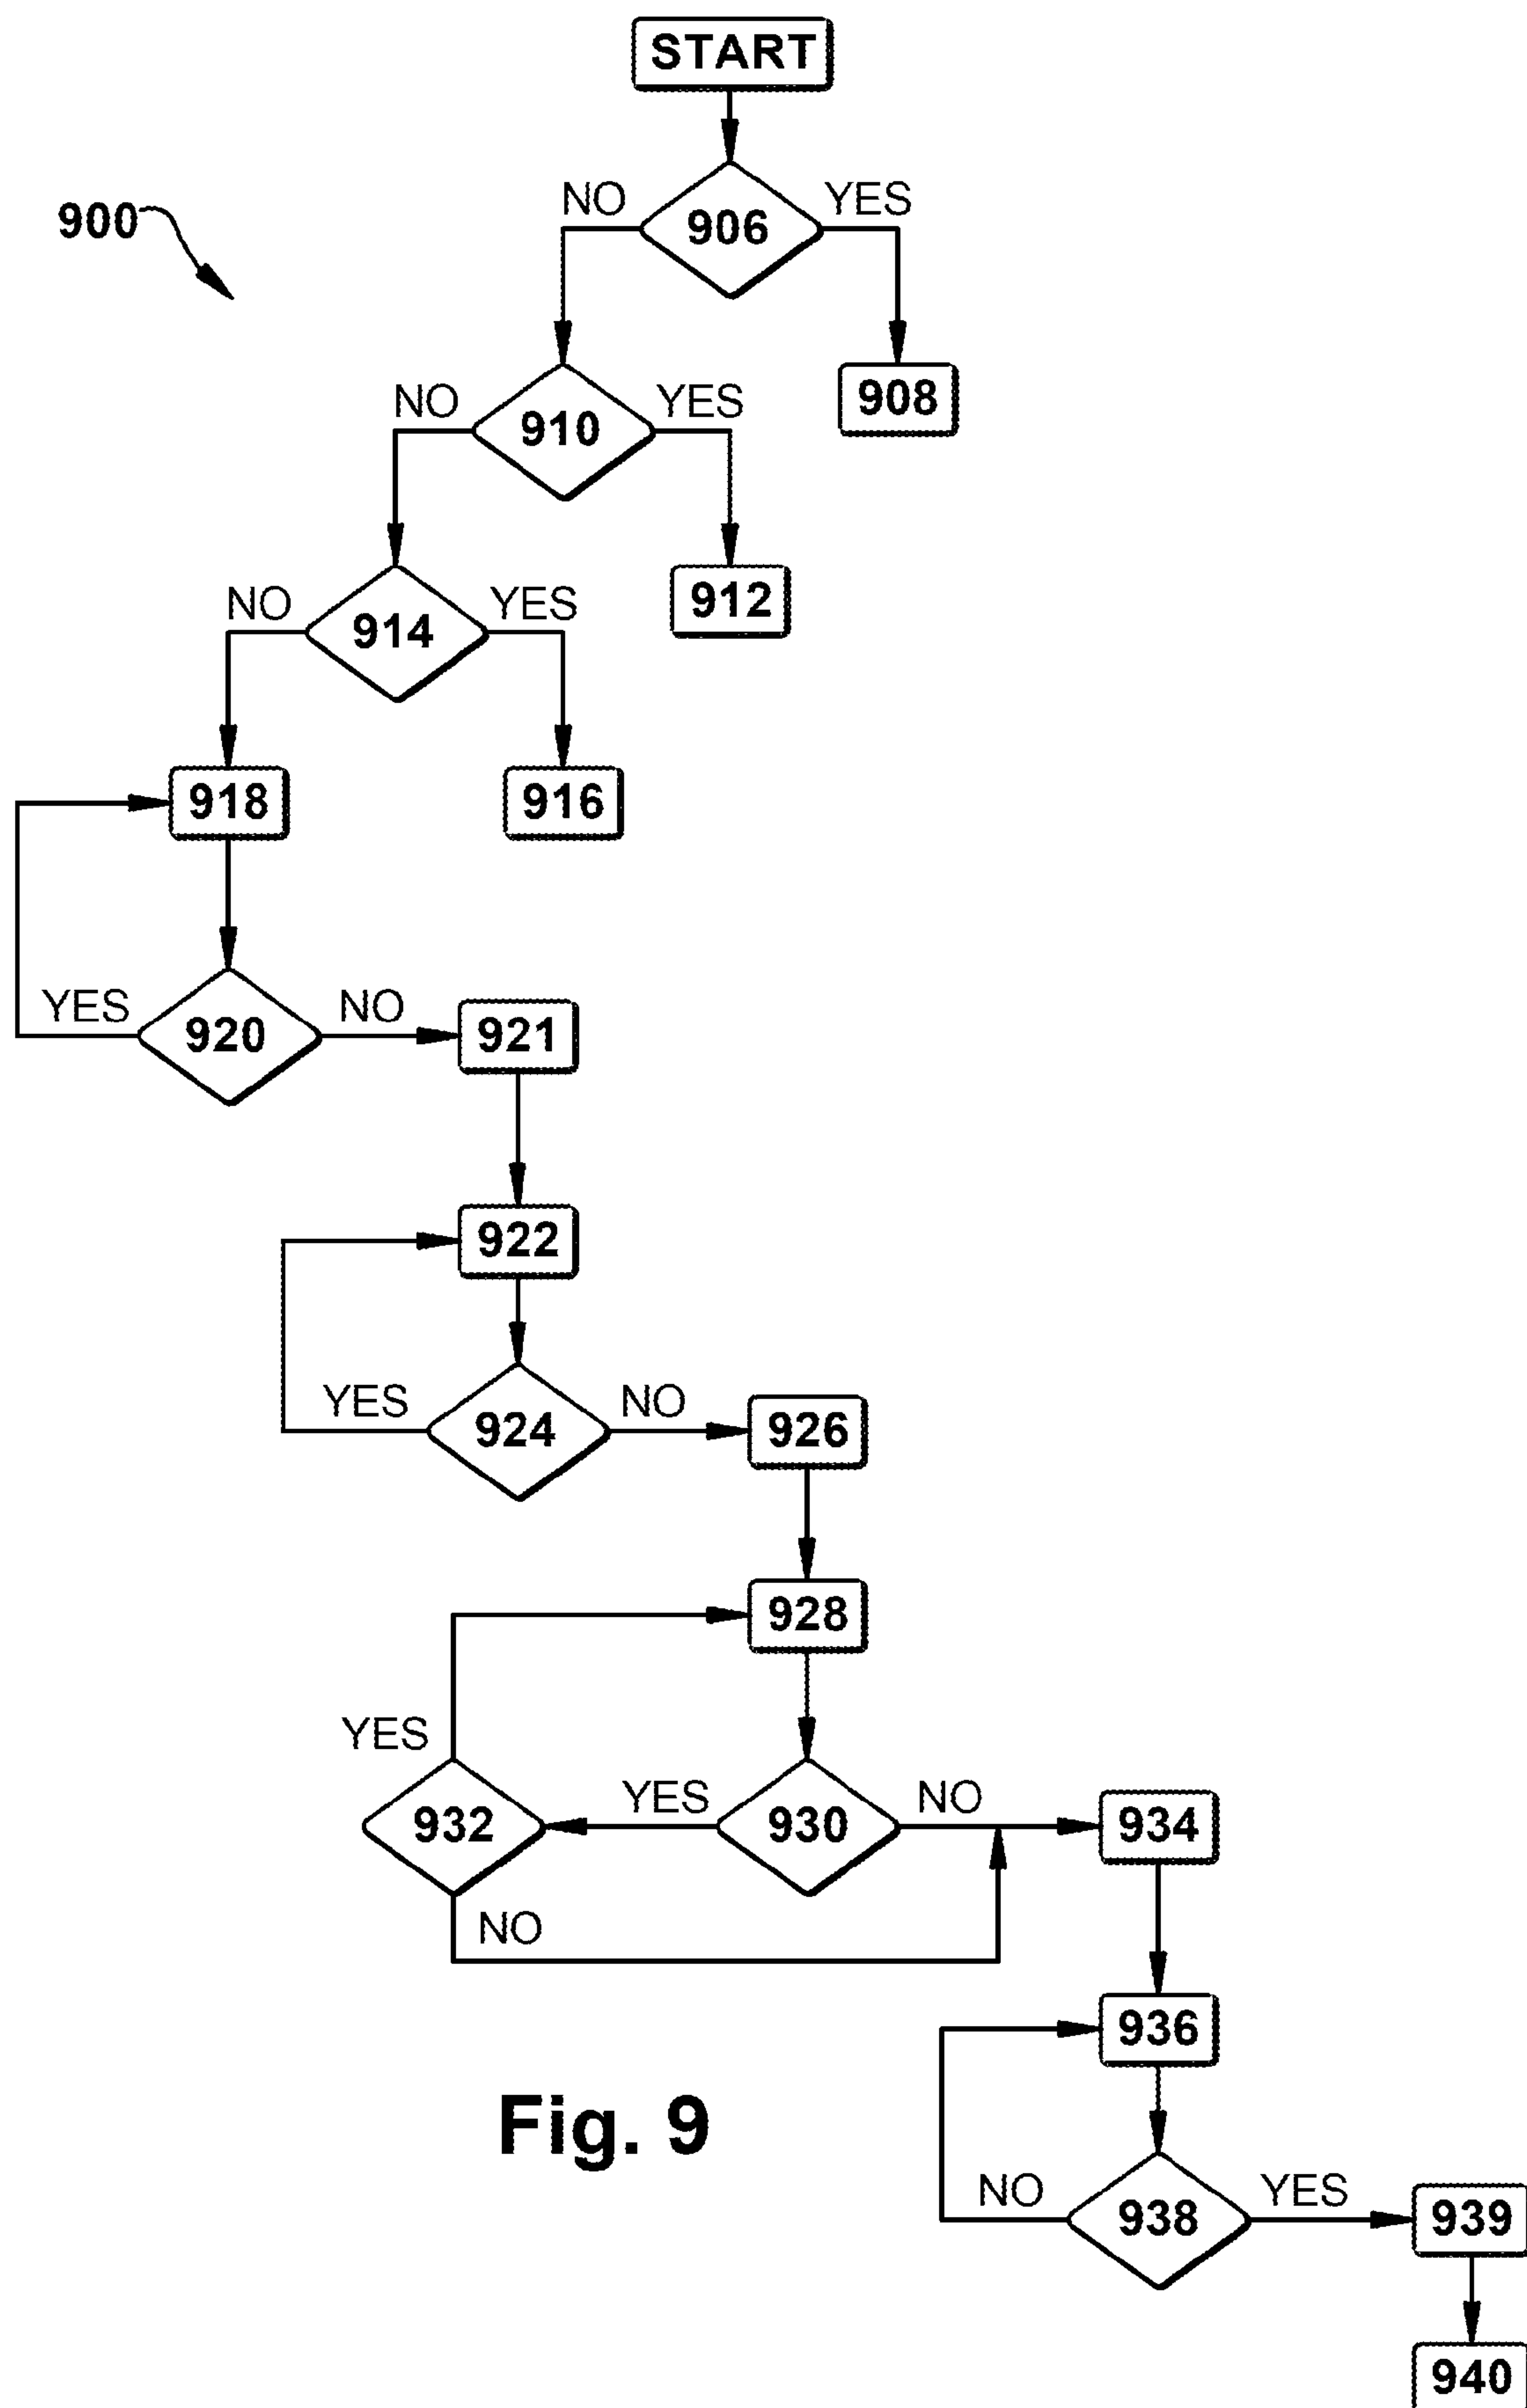 START
NO
YES
906
900
908
NO
YES
910
912
NO
YES
914
918
916
YES
NO
920
921
922
YES
NO
924
926
928
YES
932
YES
930
NO
934
NO
936
Fig. 9
NO
YES
938
939
940